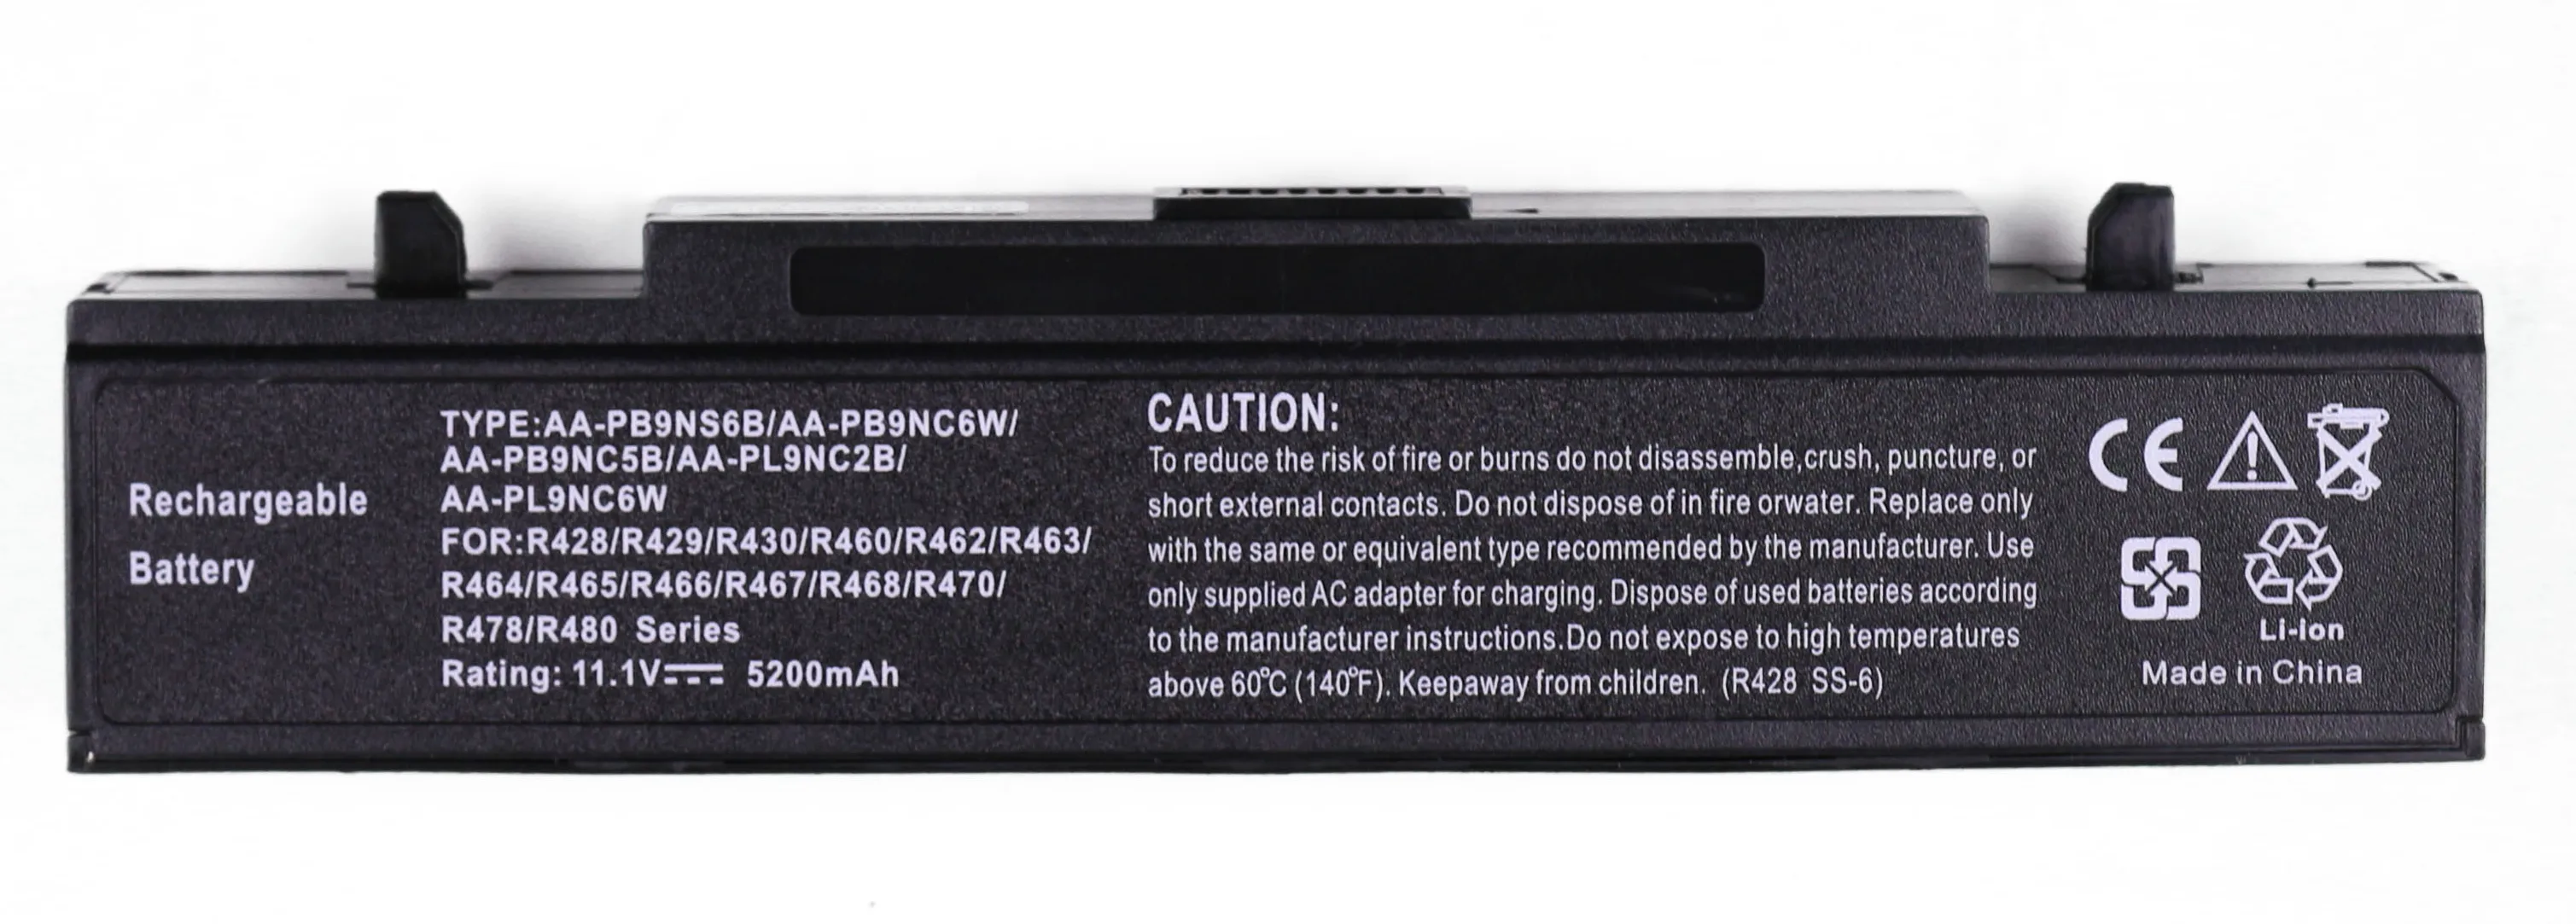 Rechargeable
Battery
TYPE:AA-PB9NS6B/AA-PB9NC6W/
AA-PB9NC5B/AA-PL9NC2B/
AA-PL9NC6W
FOR:R428/R429/R430/R460/R462/R463/
R464/R465/R466/R467/R468/R470/
R478/R480 Series
Rating: 11.1V⎓ 5200mAh
CAUTION:
To reduce the risk of fire or burns do not disassemble,crush, puncture, or
short external contacts. Do not dispose of in fire orwater. Replace only
with the same or equivalent type recommended by the manufacturer. Use
only supplied AC adapter for charging. Dispose of used batteries according
to the manufacturer instructions.Do not expose to high temperatures
above 60℃ (140℉). Keepaway from children. (R428 SS-6)
CE
Li-ion
Made in China